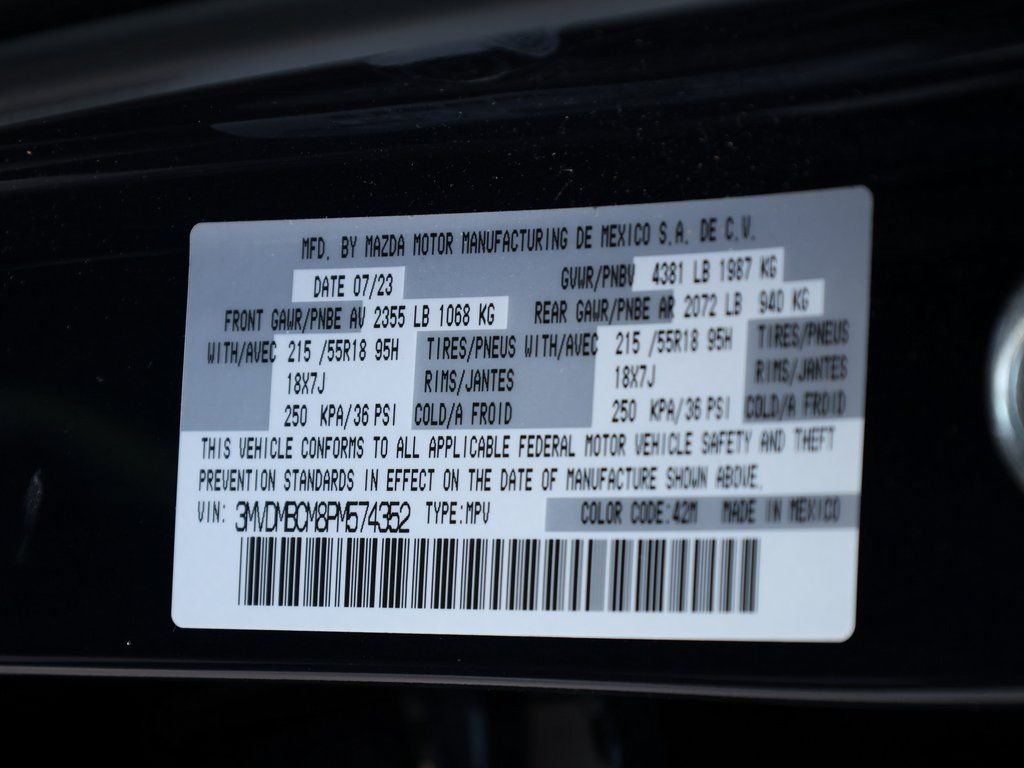 MFD. BY MAZDA MOTOR MANUFACTURING DE MEXICO S.A. DE C.V.
DATE 07/23 GVWR/PNBV 4381 LB 1987 KG
FRONT GAWR/PNBE AV 2355 LB 1068 KG REAR GAWR/PNBE AR 2072 LB 940 KG
WITH/AVEC 215 /55R18 95H TIRES/PNEUS WITH/AVEC 215 /55R18 95H TIRES/PNEUS
18X7J RIMS/JANTES 18X7J RIMS/JANTES
250 KPA/36 PSI COLD/A FROID 250 KPA/36 PSI COLD/A FROID
THIS VEHICLE CONFORMS TO ALL APPLICABLE FEDERAL MOTOR VEHICLE SAFETY AND THEFT
PREVENTION STANDARDS IN EFFECT ON THE DATE OF MANUFACTURE SHOWN ABOVE.
VIN: 3MVDMBCM8PM574352 TYPE:MPV COLOR CODE:42M MADE IN MEXICO